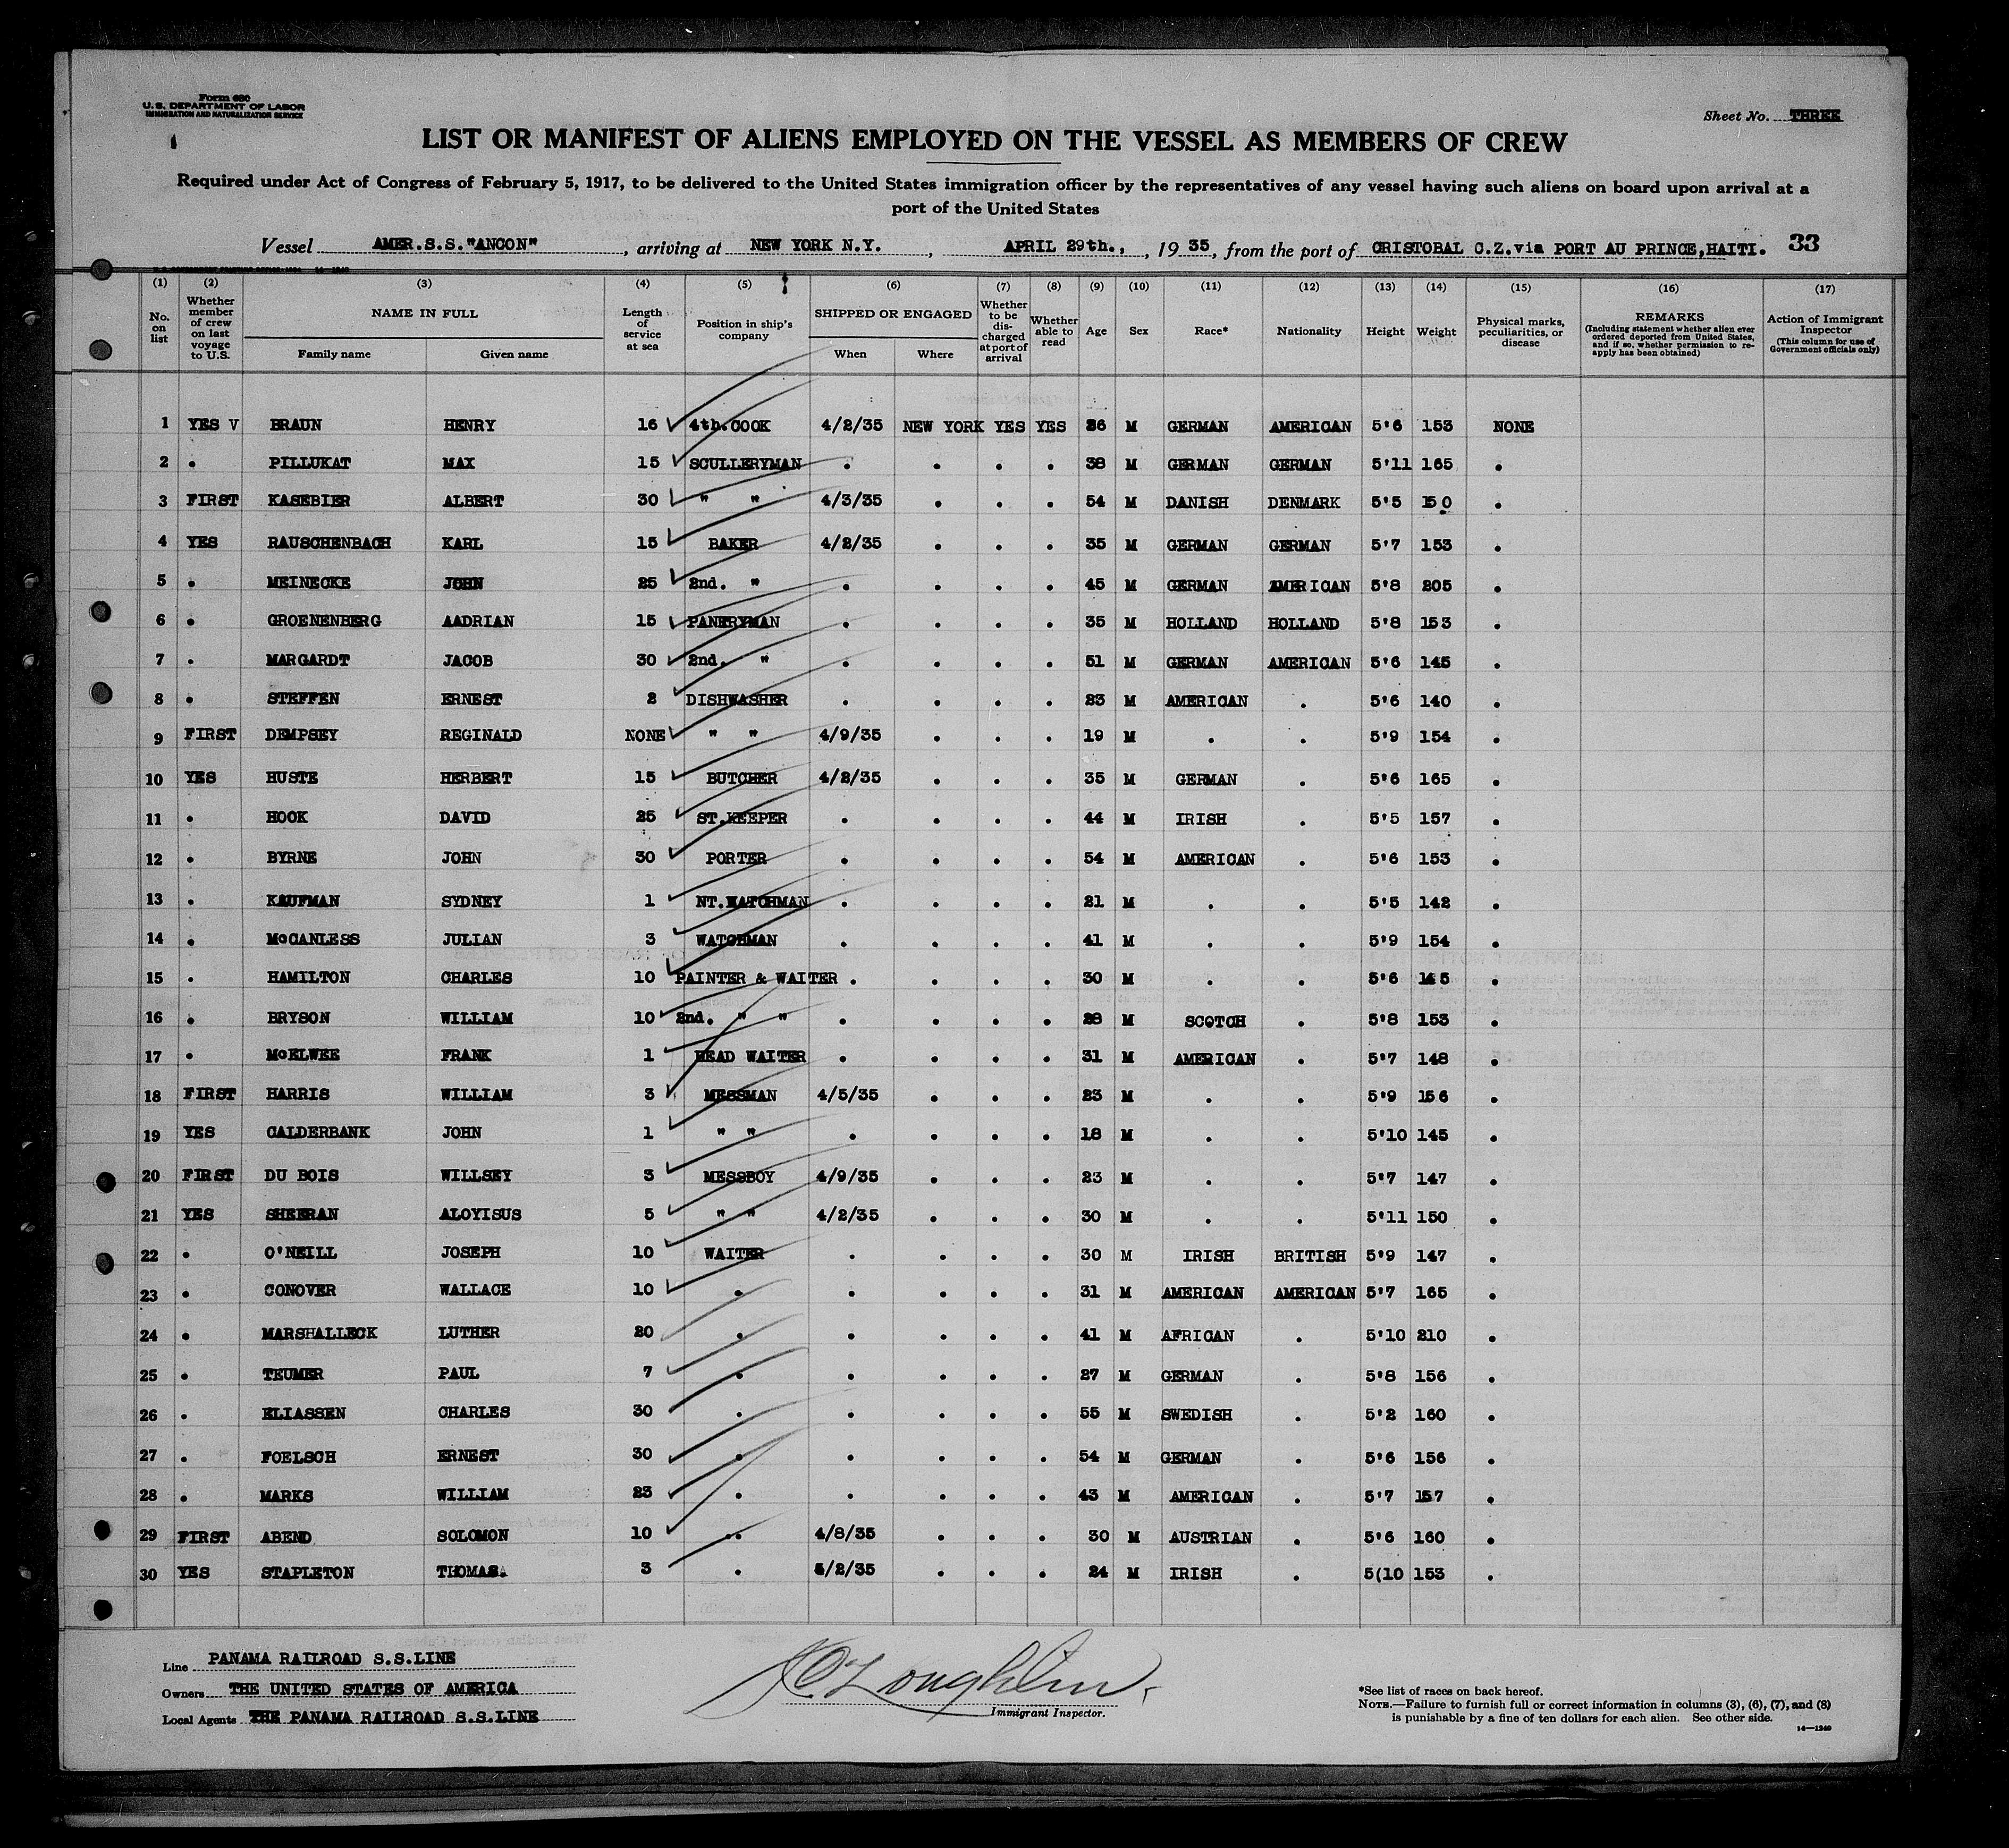 Form 680
U. S. DEPARTMENT OF LABOR
IMMIGRATION AND NATURALIZATION SERVICE
Sheet No. THREE
LIST OR MANIFEST OF ALIENS EMPLOYED ON THE VESSEL AS MEMBERS OF CREW
Required under Act of Congress of February 5, 1917, to be delivered to the United States immigration officer by the representatives of any vessel having such aliens on board upon arrival at a
port of the United States
Vessel AMER.S.S."ANCON", arriving at NEW YORK N.Y., APRIL 29th., , 1935, from the port of CRISTOBAL C.Z.via PORT AU PRINCE,HAITI. 33
(1) (2) (3) (4) (5) (6) (7) (8) (9) (10) (11) (12) (13) (14) (15) (16) (17)
No. on list
Whether member of crew on last voyage to U.S.
NAME IN FULL
Family name
Given name
Length of service at sea
Position in ship's company
SHIPPED OR ENGAGED
When
Where
Whether to be discharged at port of arrival
Whether able to read
Age
Sex
Race*
Nationality
Height
Weight
Physical marks, peculiarities, or disease
REMARKS
(Including statement whether alien ever ordered deported from United States, and if so, whether permission to reapply has been obtained)
Action of Immigrant Inspector
(This column for use of Government officials only)
1 YES V BRAUN HENRY 16 4th.COOK 4/2/35 NEW YORK YES YES 26 M GERMAN AMERICAN 5'6 153 NONE
2 . PILLUKAT MAX 15 SCULLERYMAN . . . . 38 M GERMAN GERMAN 5'11 165 .
3 FIRST KASEBIER ALBERT 30 " " 4/3/35 . . . 54 M DANISH DENMARK 5'5 150 .
4 YES RAUSCHENBACH KARL 15 BAKER 4/2/35 . . . 35 M GERMAN GERMAN 5'7 153 .
5 . MEINECKE JOHN 25 2nd. " . . . . 45 M GERMAN AMERICAN 5'8 205 .
6 . GROENENBERG AADRIAN 15 PANTRYMAN . . . . 35 M HOLLAND HOLLAND 5'8 153 .
7 . MARGARDT JACOB 30 2nd. " . . . . 51 M GERMAN AMERICAN 5'6 145 .
8 . STEFFEN ERNEST 2 DISHWASHER . . . . 23 M AMERICAN . 5'6 140 .
9 FIRST DEMPSEY REGINALD NONE " " 4/9/35 . . . 19 M . . 5'9 154 .
10 YES HUSTE HERBERT 15 BUTCHER 4/2/35 . . . 35 M GERMAN . 5'6 165 .
11 . HOOK DAVID 25 ST.KEEPER . . . . 44 M IRISH . 5'5 157 .
12 . BYRNE JOHN 30 PORTER . . . . 54 M AMERICAN . 5'6 153 .
13 . KAUFMAN SYDNEY 1 NT.WATCHMAN . . . . 21 M . . 5'5 142 .
14 . McCANLESS JULIAN 3 WATCHMAN . . . . 41 M . . 5'9 154 .
15 . HAMILTON CHARLES 10 PAINTER & WAITER . . . . 30 M . . 5'6 145 .
16 . BRYSON WILLIAM 10 2nd. " " . . . . 28 M SCOTCH . 5'8 153 .
17 . McELWEE FRANK 1 HEAD WAITER . . . . 31 M AMERICAN . 5'7 148 .
18 FIRST HARRIS WILLIAM 3 MESSMAN 4/5/35 . . . 23 M . . 5'9 156 .
19 YES CALDERBANK JOHN 1 " " . . . . 18 M . . 5'10 145 .
20 FIRST DU BOIS WILLSEY 3 MESSBOY 4/9/35 . . . 23 M . . 5'7 147 .
21 YES SHEERAN ALOYISUS 5 " " 4/2/35 . . . 30 M . . 5'11 150 .
22 . O'NEILL JOSEPH 10 WAITER . . . . 30 M IRISH BRITISH 5'9 147 .
23 . CONOVER WALLACE 10 . . . . . 31 M AMERICAN AMERICAN 5'7 165 .
24 . MARSHALLECK LUTHER 20 . . . . . 41 M AFRICAN . 5'10 210 .
25 . TEUMER PAUL 7 . . . . . 27 M GERMAN . 5'8 156 .
26 . ELIASSEN CHARLES 30 . . . . . 55 M SWEDISH . 5'2 160 .
27 . FOELSCH ERNEST 30 . . . . . 54 M GERMAN . 5'6 156 .
28 . MARKS WILLIAM 23 . . . . . 43 M AMERICAN . 5'7 157 .
29 FIRST ABEND SOLOMON 10 .. 4/8/35 . . . 30 M AUSTRIAN . 5'6 160 .
30 YES STAPLETON THOMAS. 3 . 5/2/35 . . . 24 M IRISH . 5(10 153 .
Line PANAMA RAILROAD S.S.LINE
Owners THE UNITED STATES OF AMERICA
Local Agents THE PANAMA RAILROAD S.S.LINE
Immigrant Inspector.
*See list of races on back hereof.
NOTE.—Failure to furnish full or correct information in columns (3), (6), (7), and (8)
is punishable by a fine of ten dollars for each alien. See other side.
14—1240